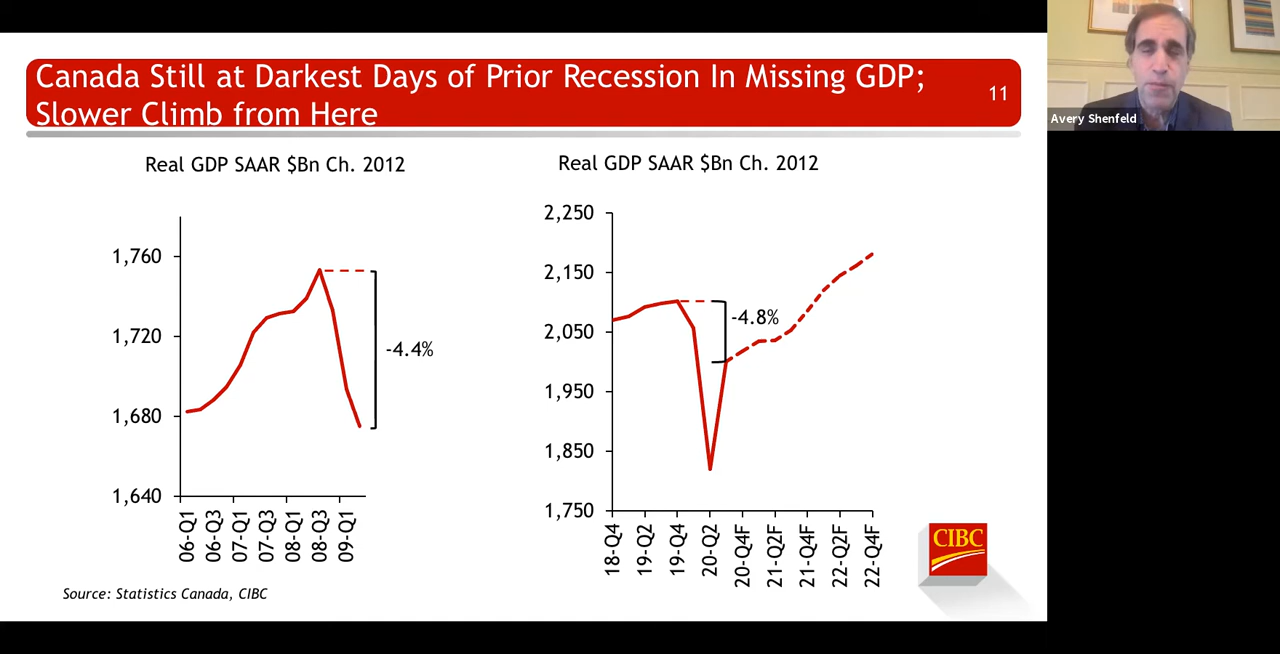 Canada Still at Darkest Days of Prior Recession In Missing GDP;
Slower Climb from Here
11
Avery Shenfeld
Real GDP SAAR $Bn Ch. 2012
1,760
1,720
1,680
1,640
-4.4%
06-Q1
06-Q3
07-Q1
07-Q3
08-Q1
08-Q3
09-Q1
Real GDP SAAR $Bn Ch. 2012
2,250
2,150
2,050
1,950
1,850
1,750
-4.8%
18-Q4
19-Q2
19-Q4
20-Q2
20-Q4F
21-Q2F
21-Q4F
22-Q2F
22-Q4F
CIBC
Source: Statistics Canada, CIBC